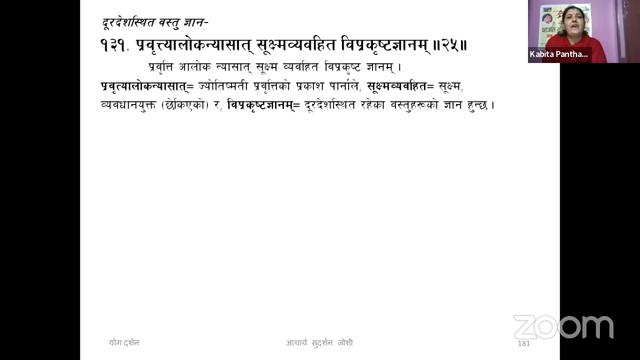 दूरदेशस्थित वस्तु ज्ञान-
१३१. प्रवृत्त्यालोकन्यासात् सूक्ष्मव्यवहित विप्रकृष्टज्ञानम् ॥२५॥
प्रवृत्ति आलोक न्यासात् सूक्ष्म व्यवहित विप्रकृष्ट ज्ञानम् ।
प्रवृत्यालोकन्यासात्= ज्योतिष्मती प्रवृत्तिको प्रकाश पार्नाले, सूक्ष्मव्यवहित= सूक्ष्म,
व्यवधानयुक्त (छेकिएको) र, विप्रकृष्टज्ञानम्= दूरदेशस्थित रहेका वस्तुहरूको ज्ञान हुन्छ ।
Kabita Pantha...
योग दर्शन
आचार्य सुदर्शन जोशी
181
zoom